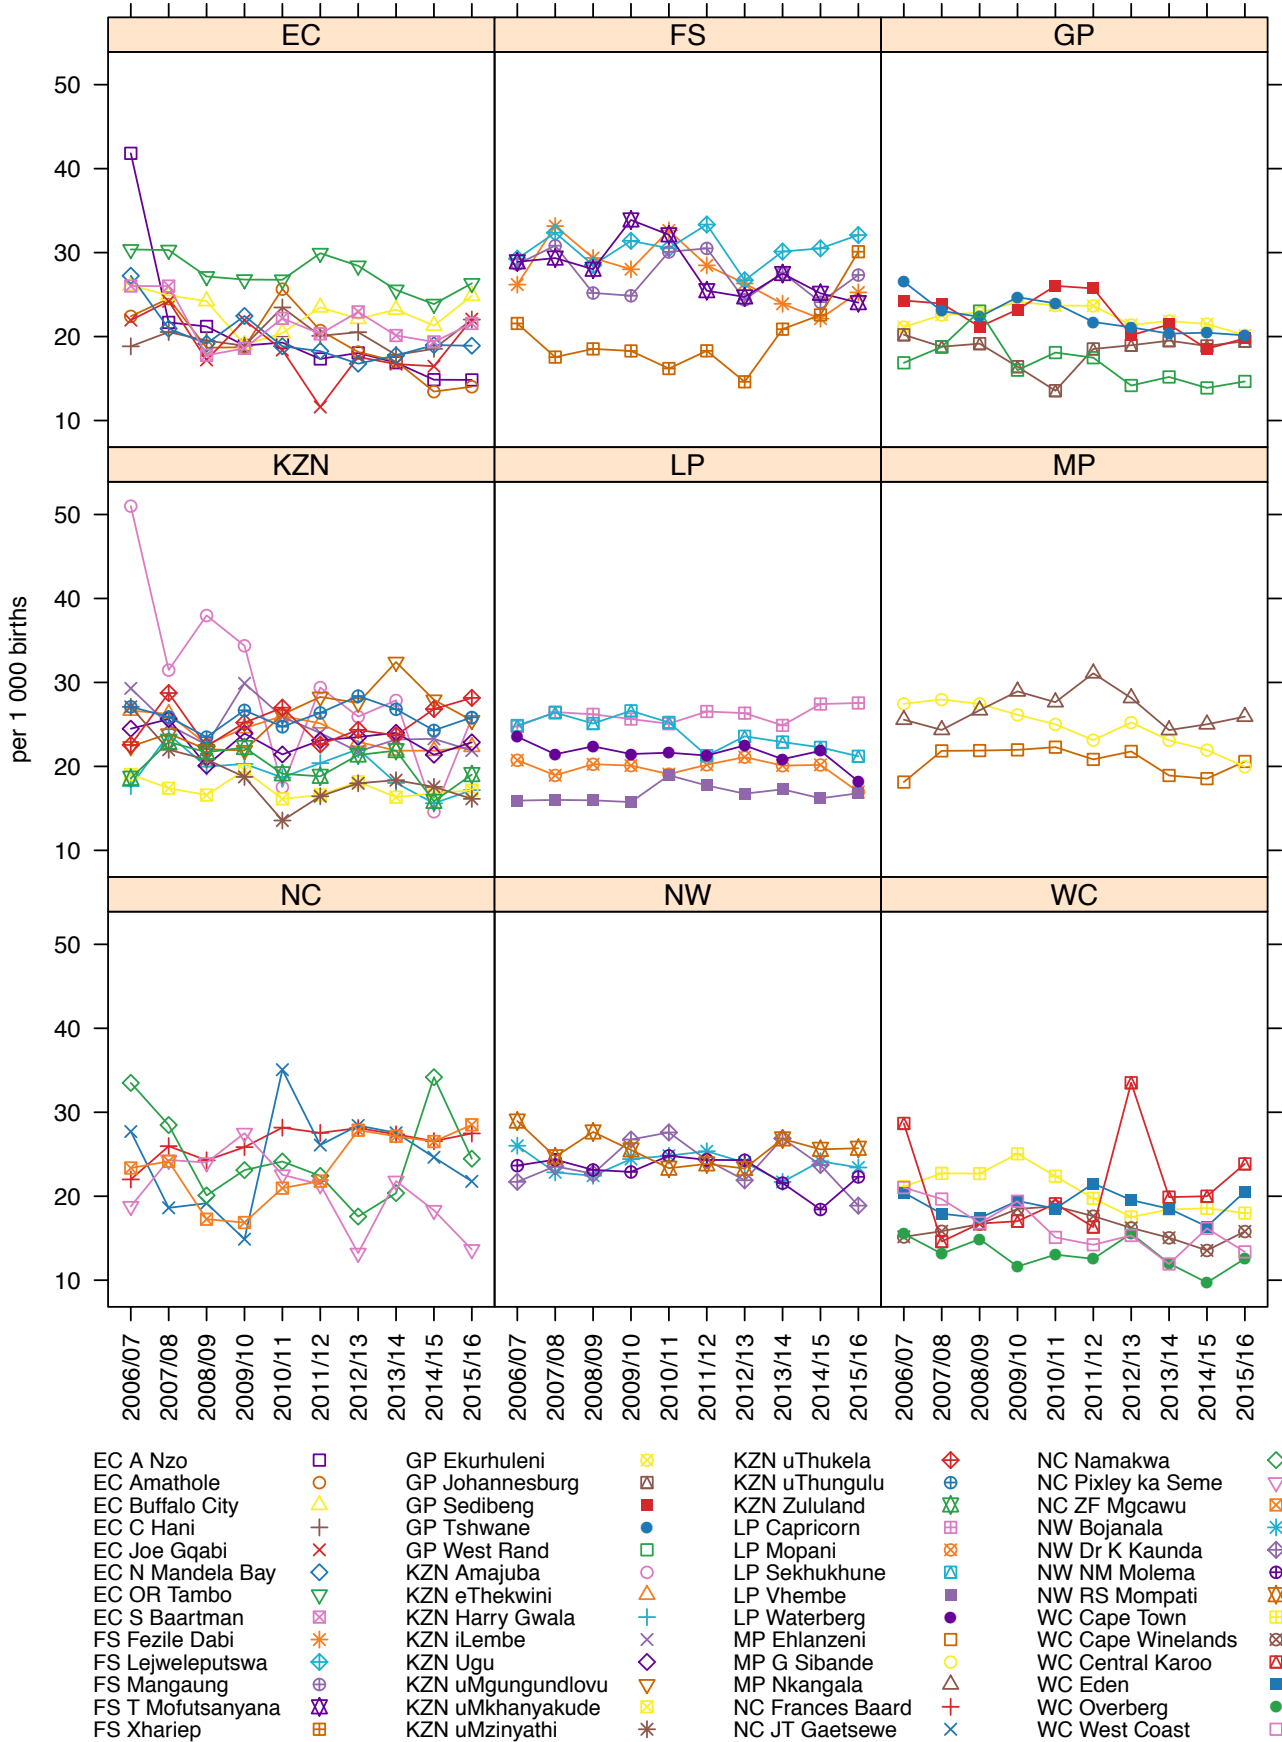 EC FS GP
50
40
30
20
10
KZN LP MP
50
40
30
20
10
per 1 000 births
NC NW WC
50
40
30
20
10
2006/07 2007/08 2008/09 2009/10 2010/11 2011/12 2012/13 2013/14 2014/15 2015/16 2006/07 2007/08 2008/09 2009/10 2010/11 2011/12 2012/13 2013/14 2014/15 2015/16 2006/07 2007/08 2008/09 2009/10 2010/11 2011/12 2012/13 2013/14 2014/15 2015/16
EC A Nzo GP Ekurhuleni KZN uThukela NC Namakwa
EC Amathole GP Johannesburg KZN uThungulu NC Pixley ka Seme
EC Buffalo City GP Sedibeng KZN Zululand NC ZF Mgcawu
EC C Hani GP Tshwane LP Capricorn NW Bojanala
EC Joe Gqabi GP West Rand LP Mopani NW Dr K Kaunda
EC N Mandela Bay KZN Amajuba LP Sekhukhune NW NM Molema
EC OR Tambo KZN eThekwini LP Vhembe NW RS Mompati
EC S Baartman KZN Harry Gwala LP Waterberg WC Cape Town
FS Fezile Dabi KZN iLembe MP Ehlanzeni WC Cape Winelands
FS Lejweleputswa KZN Ugu MP G Sibande WC Central Karoo
FS Mangaung KZN uMgungundlovu MP Nkangala WC Eden
FS T Mofutsanyana KZN uMkhanyakude NC Frances Baard WC Overberg
FS Xhariep KZN uMzinyathi NC JT Gaetsewe WC West Coast